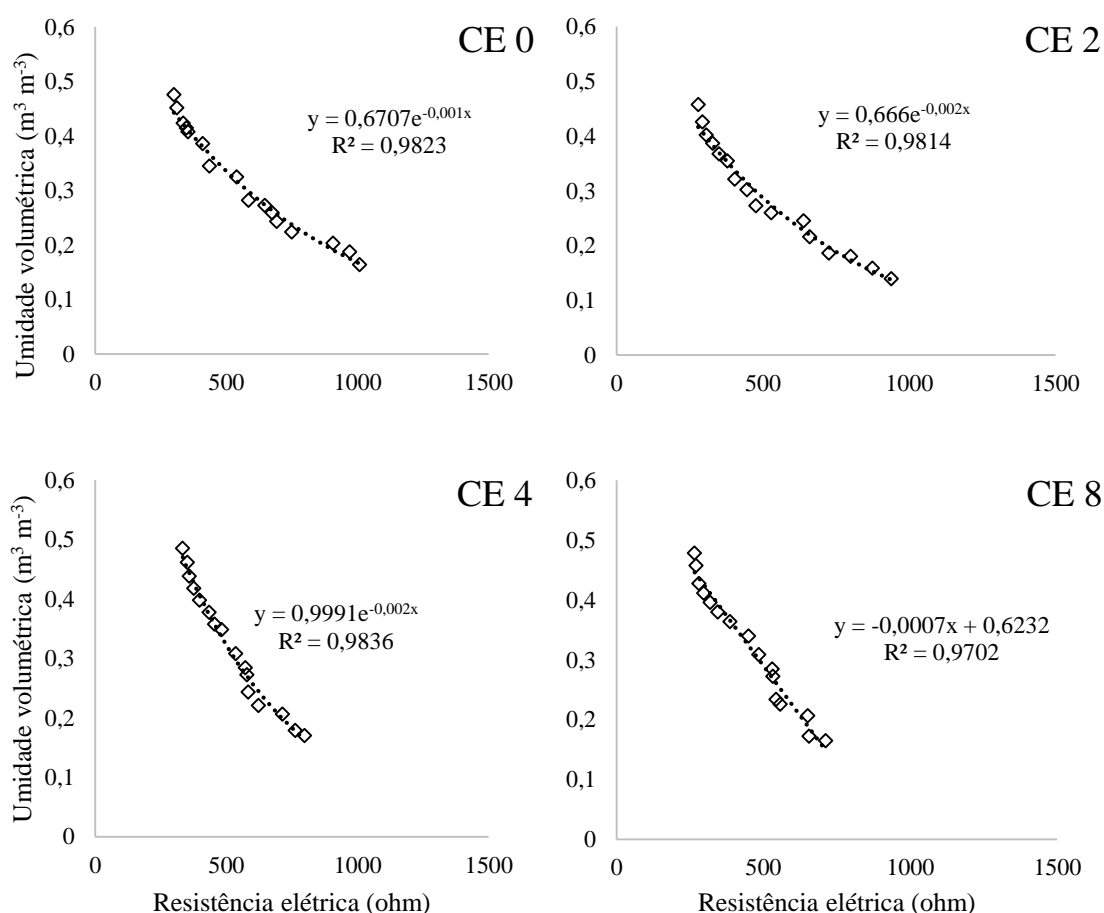 CE 0
Umidade volumétrica (m³ m⁻³)
0,6
0,5
0,4
0,3
0,2
0,1
0
y = 0,6707e^-0,001x
R² = 0,9823
0
500
1000
1500
CE 2
0,6
0,5
0,4
0,3
0,2
0,1
0
y = 0,666e^-0,002x
R² = 0,9814
0
500
1000
1500
CE 4
Umidade volumétrica (m³ m⁻³)
0,6
0,5
0,4
0,3
0,2
0,1
0
y = 0,9991e^-0,002x
R² = 0,9836
0
500
1000
1500
Resistência elétrica (ohm)
CE 8
0,6
0,5
0,4
0,3
0,2
0,1
0
y = -0,0007x + 0,6232
R² = 0,9702
0
500
1000
1500
Resistência elétrica (ohm)